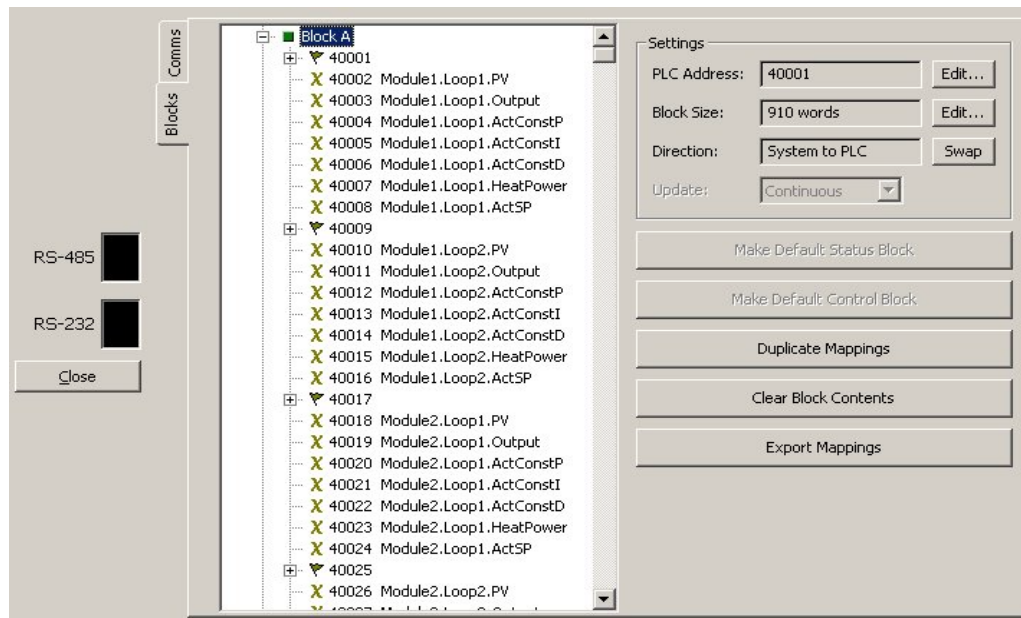 Comms
Blocks
RS-485
RS-232
Close
Block A
40001
40002 Module1.Loop1.PV
40003 Module1.Loop1.Output
40004 Module1.Loop1.ActConstP
40005 Module1.Loop1.ActConstI
40006 Module1.Loop1.ActConstD
40007 Module1.Loop1.HeatPower
40008 Module1.Loop1.ActSP
40009
40010 Module1.Loop2.PV
40011 Module1.Loop2.Output
40012 Module1.Loop2.ActConstP
40013 Module1.Loop2.ActConstI
40014 Module1.Loop2.ActConstD
40015 Module1.Loop2.HeatPower
40016 Module1.Loop2.ActSP
40017
40018 Module2.Loop1.PV
40019 Module2.Loop1.Output
40020 Module2.Loop1.ActConstP
40021 Module2.Loop1.ActConstI
40022 Module2.Loop1.ActConstD
40023 Module2.Loop1.HeatPower
40024 Module2.Loop1.ActSP
40025
40026 Module2.Loop2.PV
Settings
PLC Address: 40001 Edit...
Block Size: 910 words Edit...
Direction: System to PLC Swap
Update: Continuous
Make Default Status Block
Make Default Control Block
Duplicate Mappings
Clear Block Contents
Export Mappings